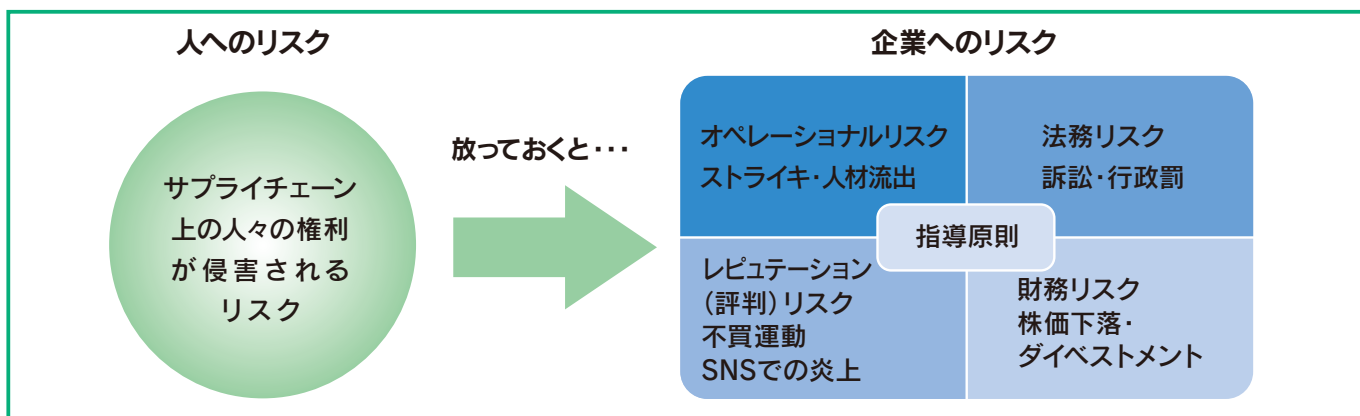 人へのリスク
サプライチェーン
上の人々の権利
が侵害される
リスク
放っておくと･･･
企業へのリスク
オペレーショナルリスク
ストライキ・人材流出
法務リスク
訴訟・行政罰
指導原則
レピュテーション
(評判)リスク
不買運動
SNSでの炎上
財務リスク
株価下落・
ダイベストメント